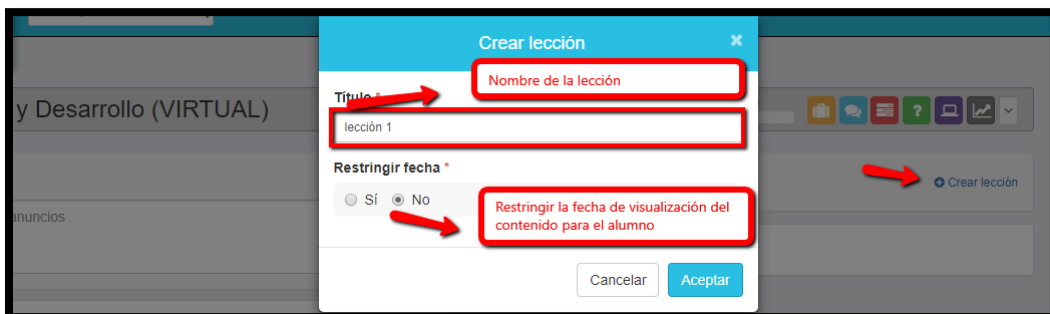 Crear lección ×
Nombre de la lección
Título *
y Desarrollo (VIRTUAL)
lección 1
Restringir fecha *
Crear lección
Sí No
Restringir la fecha de visualización del
contenido para el alumno
anuncios
Cancelar Aceptar